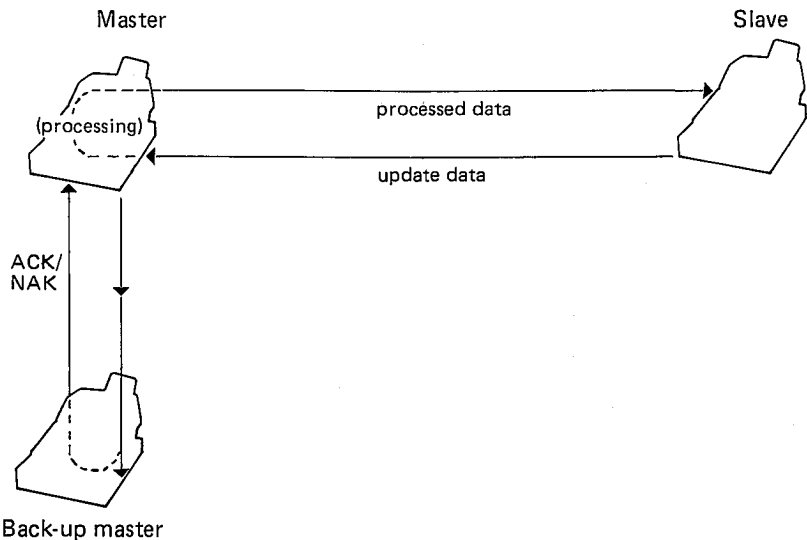 Master
Slave
processed data
(processing)
update data
ACK/
NAK
Back-up master